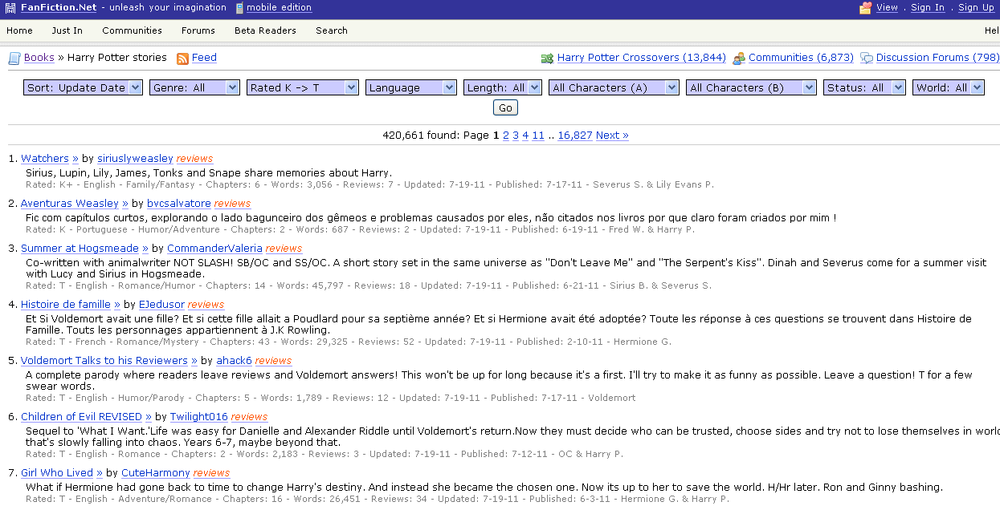 FanFiction.Net - unleash your imagination mobile edition View . Sign In . Sign Up
Home Just In Communities Forums Beta Readers Search Hel
Books » Harry Potter stories Feed Harry Potter Crossovers (13,844) Communities (6,873) Discussion Forums (798)
Sort: Update Date Genre: All Rated K -> T Language Length: All All Characters (A) All Characters (B) Status: All World: All
Go
420,661 found: Page 1 2 3 4 11 .. 16,827 Next »
1. Watchers » by siriuslyweasley reviews
Sirius, Lupin, Lily, James, Tonks and Snape share memories about Harry.
Rated: K+ - English - Family/Fantasy - Chapters: 6 - Words: 3,056 - Reviews: 7 - Updated: 7-19-11 - Published: 7-17-11 - Severus S. & Lily Evans P.
2. Aventuras Weasley » by bvcsalvatore reviews
Fic com capítulos curtos, explorando o lado bagunceiro dos gêmeos e problemas causados por eles, não citados nos livros por que claro foram criados por mim !
Rated: K - Portuguese - Humor/Adventure - Chapters: 2 - Words: 687 - Reviews: 2 - Updated: 7-19-11 - Published: 6-19-11 - Fred W. & Harry P.
3. Summer at Hogsmeade » by CommanderValeria reviews
Co-written with animalwriter NOT SLASH! SB/OC and SS/OC. A short story set in the same universe as "Don't Leave Me" and "The Serpent's Kiss". Dinah and Severus come for a summer visit
with Lucy and Sirius in Hogsmeade.
Rated: T - English - Romance/Humor - Chapters: 14 - Words: 45,797 - Reviews: 18 - Updated: 7-19-11 - Published: 6-21-11 - Sirius B. & Severus S.
4. Histoire de famille » by EJedusor reviews
Et Si Voldemort avait une fille? Et si cette fille allait a Poudlard pour sa septième année? Et si Hermione avait été adoptée? Toute les réponse à ces questions se trouvent dans Histoire de
Famille. Touts les personnages appartiennent à J.K Rowling.
Rated: T - French - Romance/Mystery - Chapters: 43 - Words: 29,325 - Reviews: 52 - Updated: 7-19-11 - Published: 2-10-11 - Hermione G.
5. Voldemort Talks to his Reviewers » by ahack6 reviews
A complete parody where readers leave reviews and Voldemort answers! This won't be up for long because it's a first. I'll try to make it as funny as possible. Leave a question! T for a few
swear words.
Rated: T - English - Humor/Parody - Chapters: 5 - Words: 1,789 - Reviews: 12 - Updated: 7-19-11 - Published: 7-17-11 - Voldemort
6. Children of Evil REVISED » by Twilight016 reviews
Sequel to 'What I Want.'Life was easy for Danielle and Alexander Riddle until Voldemort's return.Now they must decide who can be trusted, choose sides and try not to lose themselves in world
that's slowly falling into chaos. Years 6-7, maybe beyond that.
Rated: T - English - Romance - Chapters: 2 - Words: 2,183 - Reviews: 3 - Updated: 7-19-11 - Published: 7-12-11 - OC & Harry P.
7. Girl Who Lived » by CuteHarmony reviews
What if Hermione had gone back to time to change Harry's destiny. And instead she became the chosen one. Now its up to her to save the world. H/Hr later. Ron and Ginny bashing.
Rated: T - English - Adventure/Romance - Chapters: 16 - Words: 26,451 - Reviews: 34 - Updated: 7-19-11 - Published: 6-3-11 - Hermione G. & Harry P.